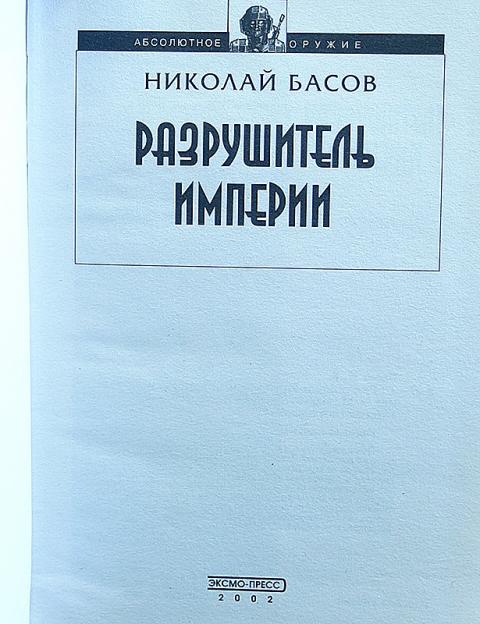 АБСОЛЮТНОЕ ОРУЖИЕ
НИКОЛАЙ БАСОВ
РАЗРУШИТЕЛЬ
ИМПЕРИИ
ЭКСМО-ПРЕСС
2002